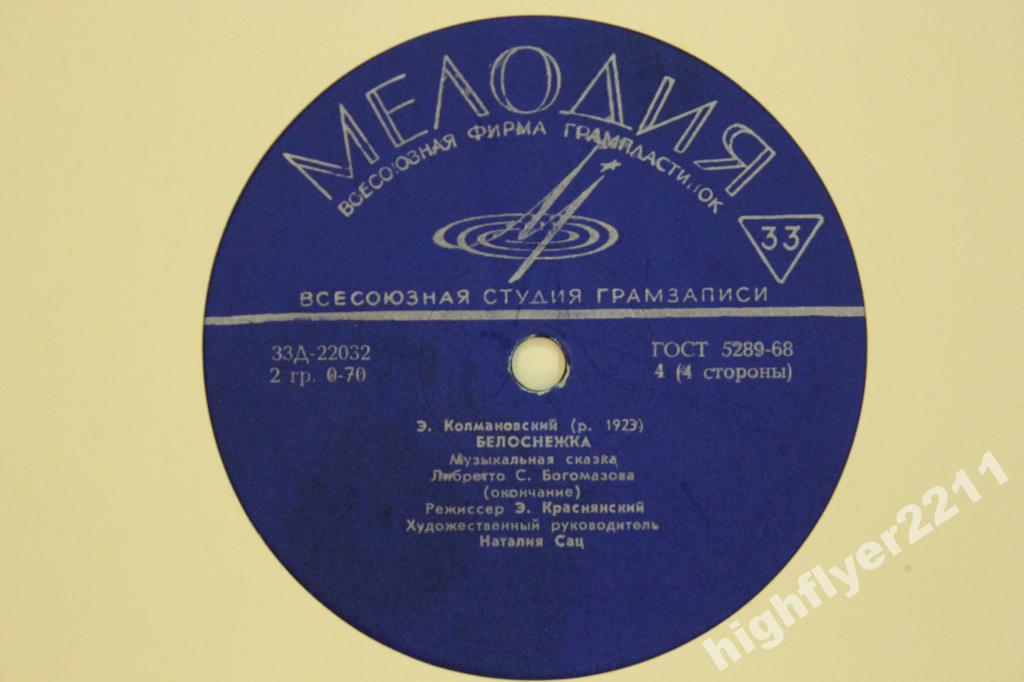 МЕЛОДИЯ
ВСЕСОЮЗНАЯ ФИРМА ГРАМПЛАСТИНОК
33
ВСЕСОЮЗНАЯ СТУДИЯ ГРАМЗАПИСИ
33Д-22032
2 гр. 0-70
ГОСТ 5289-68
4 (4 стороны)
Э. Колмановский (р. 1923)
БЕЛОСНЕЖКА
Музыкальная сказка
Либретто С. Богомазова
(окончание)
Режиссер Э. Краснянский
Художественный руководитель
Наталия Сац
highflyer2211